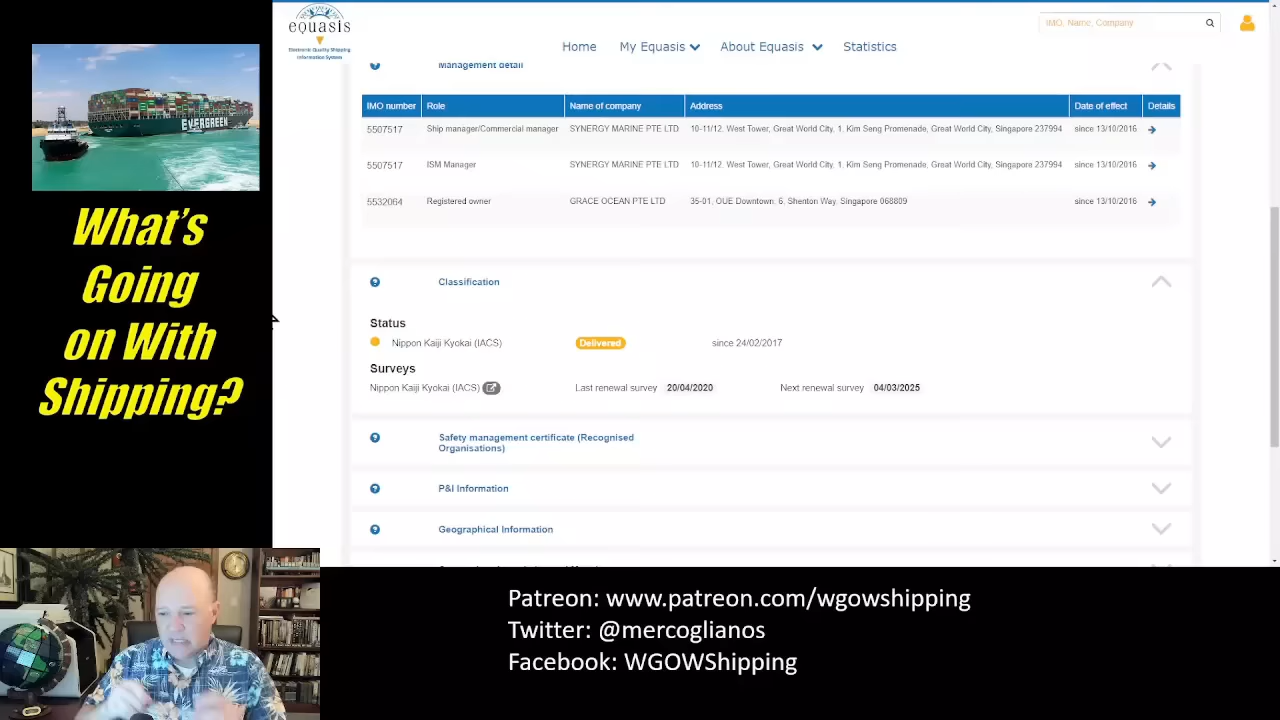 equasis
Electronic Quality Shipping
Information System
IMO, Name, Company
Home
My Equasis
About Equasis
Statistics
Management detail
IMO number Role Name of company Address Date of effect Details
5507517 Ship manager/Commercial manager SYNERGY MARINE PTE LTD 10-11/12, West Tower, Great World City, 1, Kim Seng Promenade, Great World City, Singapore 237994 since 13/10/2016
5507517 ISM Manager SYNERGY MARINE PTE LTD 10-11/12, West Tower, Great World City, 1, Kim Seng Promenade, Great World City, Singapore 237994 since 13/10/2016
5532064 Registered owner GRACE OCEAN PTE LTD 35-01, OUE Downtown, 6, Shenton Way, Singapore 068809 since 13/10/2016
Classification
Status
Nippon Kaiji Kyokai (IACS) Delivered since 24/02/2017
Surveys
Nippon Kaiji Kyokai (IACS) Last renewal survey 20/04/2020 Next renewal survey 04/03/2025
Safety management certificate (Recognised
Organisations)
P&I Information
Geographical Information
EVERGREEN
What's
Going
on With
Shipping?
Patreon: www.patreon.com/wgowshipping
Twitter: @mercoglianos
Facebook: WGOWShipping